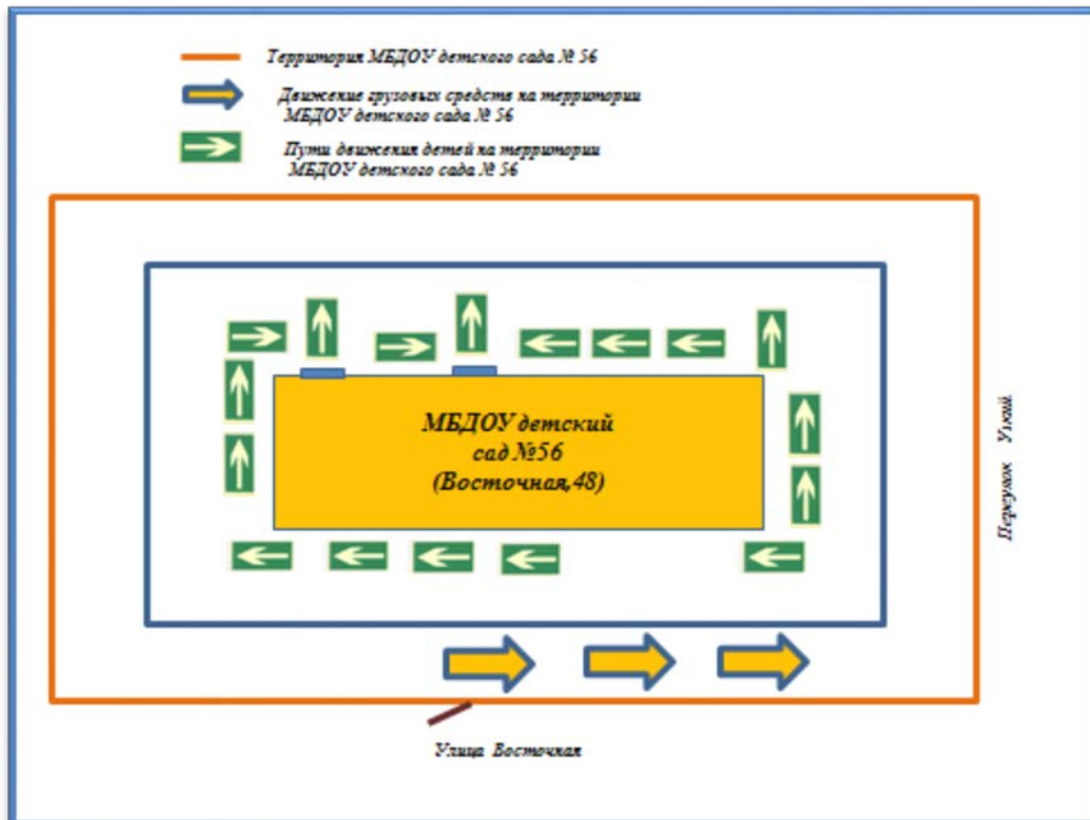 Территория МБДОУ детского сада № 56
Движение грузовых средств на территории
МБДОУ детского сада № 56
Пути движения детей на территории
МБДОУ детского сада № 56
МБДОУ детский
сад №56
(Восточная,48)
Переулок Узкий
Улица Восточная